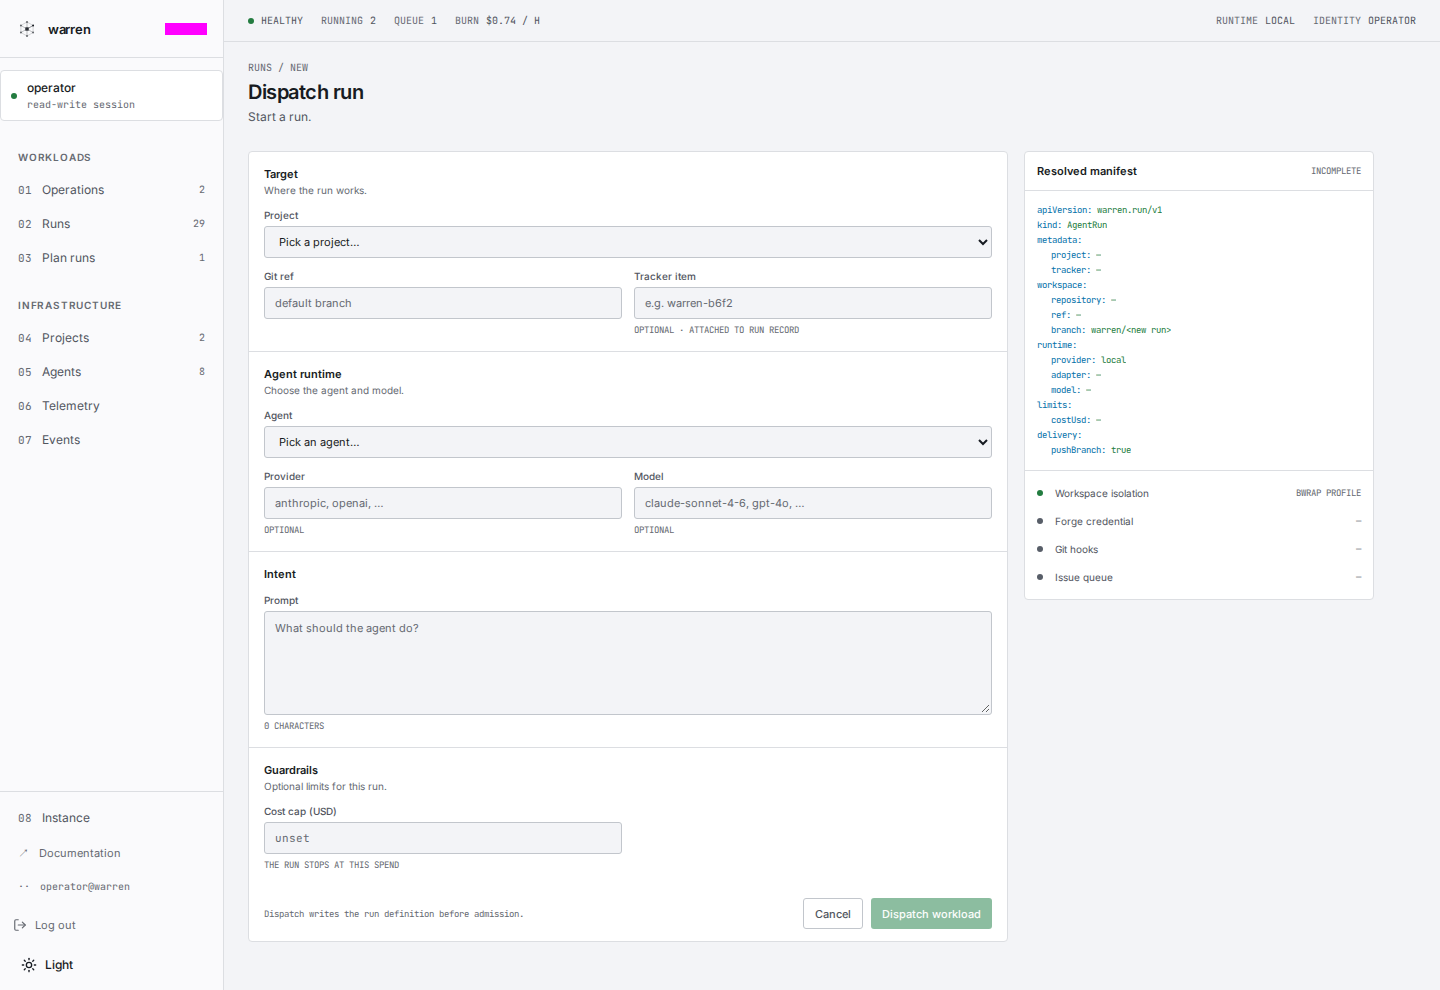 warren
operator
read-write session
WORKLOADS
01 Operations 2
02 Runs 29
03 Plan runs 1
INFRASTRUCTURE
04 Projects 2
05 Agents 8
06 Telemetry
07 Events
08 Instance
↗ Documentation
-- operator@warren
Log out
Light
HEALTHY RUNNING 2 QUEUE 1 BURN $0.74 / H
RUNTIME LOCAL IDENTITY OPERATOR
RUNS / NEW
Dispatch run
Start a run.
Target
Where the run works.
Project
Pick a project...
Git ref
default branch
Tracker item
e.g. warren-b6f2
OPTIONAL · ATTACHED TO RUN RECORD
Agent runtime
Choose the agent and model.
Agent
Pick an agent...
Provider
anthropic, openai, ...
OPTIONAL
Model
claude-sonnet-4-6, gpt-4o, ...
OPTIONAL
Intent
Prompt
What should the agent do?
0 CHARACTERS
Guardrails
Optional limits for this run.
Cost cap (USD)
unset
THE RUN STOPS AT THIS SPEND
Dispatch writes the run definition before admission.
Cancel
Dispatch workload
Resolved manifest INCOMPLETE
apiVersion: warren.run/v1
kind: AgentRun
metadata:
project: —
tracker: —
workspace:
repository: —
ref: —
branch: warren/<new run>
runtime:
provider: local
adapter: —
model: —
limits:
costUsd: —
delivery:
pushBranch: true
Workspace isolation BWRAP PROFILE
Forge credential —
Git hooks —
Issue queue —